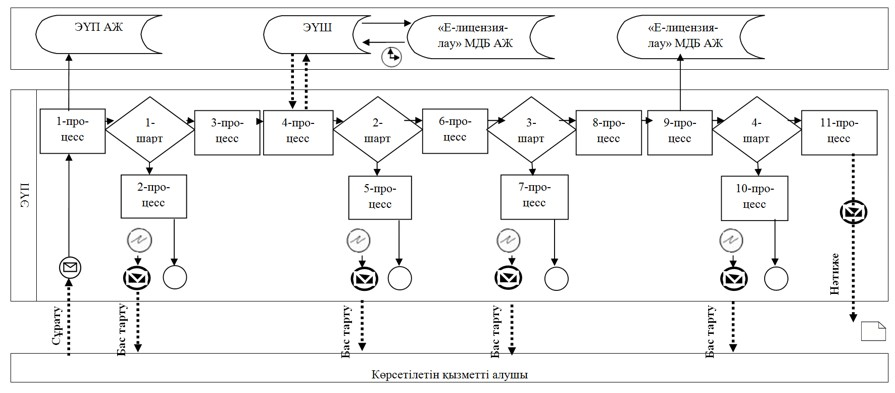 ЭҮП АЖ
ЭҮШ
«Е-лицензия-
лау» МДБ АЖ
«Е-лицензия-
лау» МДБ АЖ
ЭҮП
1-про-
цесс
1-
шарт
3-про-
цесс
4-про-
цесс
2-
шарт
6-про-
цесс
3-
шарт
8-про-
цесс
9-про-
цесс
4-
шарт
11-про-
цесс
2-про-
цесс
5-про-
цесс
7-про-
цесс
10-про-
цесс
Сұрату
Бас тарту
Бас тарту
Бас тарту
Бас тарту
Нәтиже
Көрсетілетін қызметті алушы